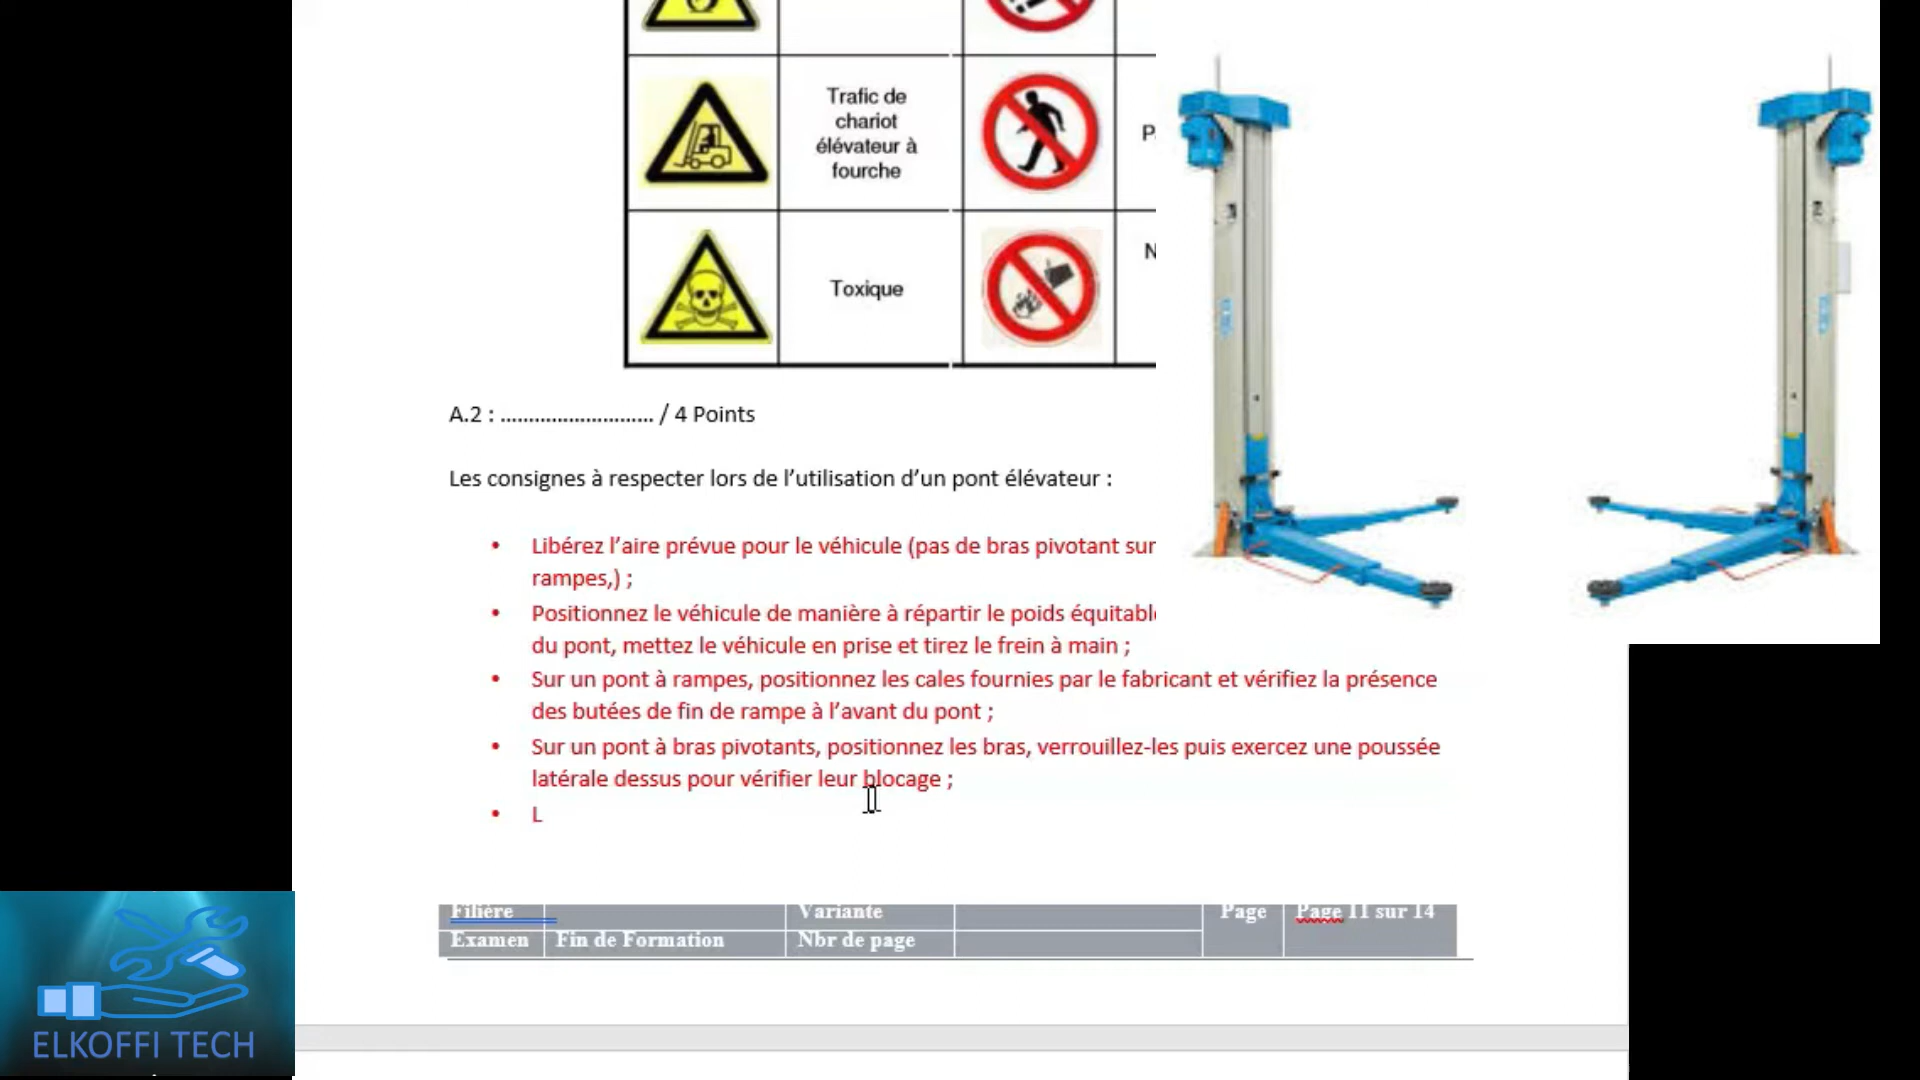 Trafic de
chariot
élévateur à
fourche
P
Toxique
N
A.2 : ........................... / 4 Points
Les consignes à respecter lors de l’utilisation d’un pont élévateur :
• Libérez l’aire prévue pour le véhicule (pas de bras pivotant sur
rampes,) ;
• Positionnez le véhicule de manière à répartir le poids équitabl
du pont, mettez le véhicule en prise et tirez le frein à main ;
• Sur un pont à rampes, positionnez les cales fournies par le fabricant et vérifiez la présence
des butées de fin de rampe à l’avant du pont ;
• Sur un pont à bras pivotants, positionnez les bras, verrouillez-les puis exercez une poussée
latérale dessus pour vérifier leur blocage ;
• L
Filière Variante Page Page 11 sur 14
Examen Fin de Formation Nbr de page
ELKOFFI TECH